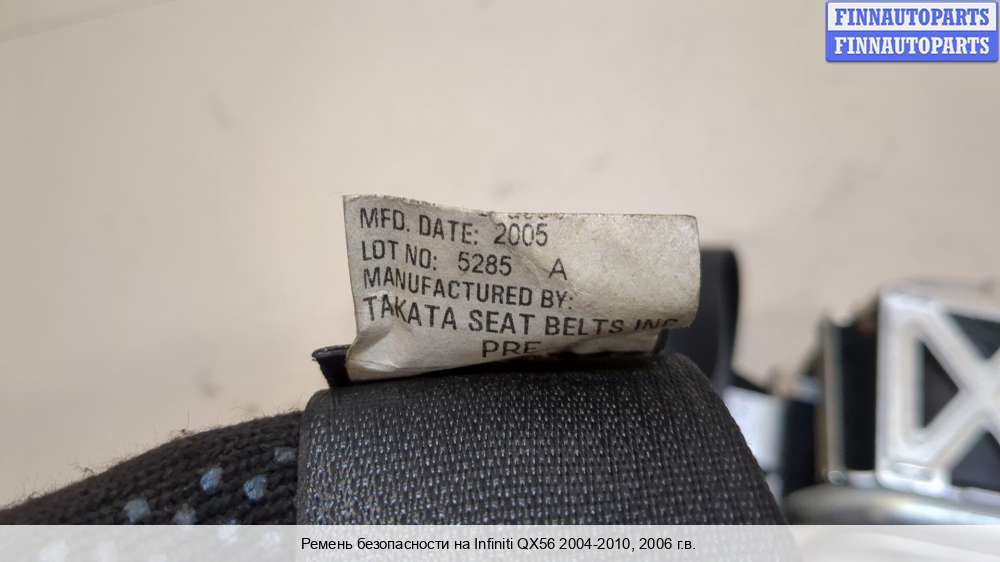 FINNAUTOPARTS
FINNAUTOPARTS
MFD. DATE: 2005
LOT NO: 5285 A
MANUFACTURED BY:
TAKATA SEAT BELTS INC
Ремень безопасности на Infiniti QX56 2004-2010, 2006 г.в.